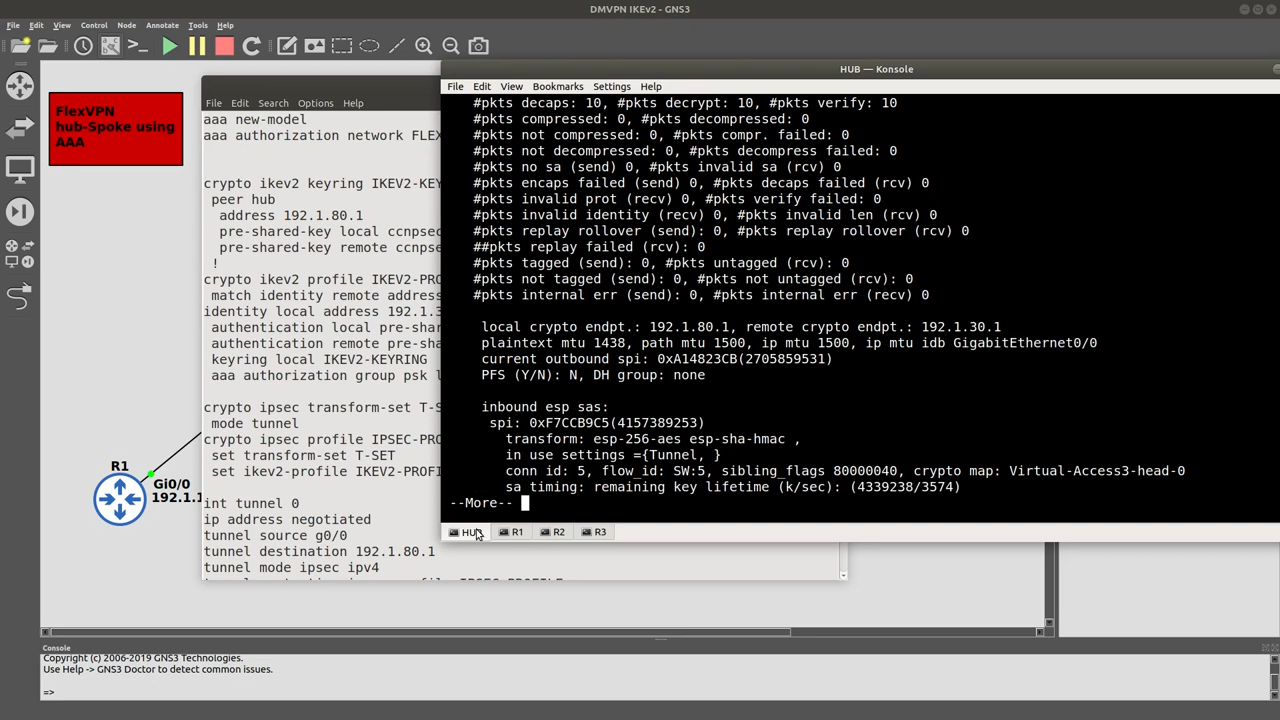 DMVPN IKEv2 - GNS3
File Edit View Control Node Annotate Tools Help
FlexVPN
hub-Spoke using
AAA
R1
Gi0/0
192.1.1
File Edit Search Options Help
aaa new-model
aaa authorization network FLEX
crypto ikev2 keyring IKEV2-KEY
peer hub
address 192.1.80.1
pre-shared-key local ccnpsec
pre-shared-key remote ccnpse
!
crypto ikev2 profile IKEV2-PRO
match identity remote address
identity local address 192.1.3
authentication local pre-shar
authentication remote pre-sha
keyring local IKEV2-KEYRING
aaa authorization group psk l
crypto ipsec transform-set T-S
mode tunnel
crypto ipsec profile IPSEC-PRO
set transform-set T-SET
set ikev2-profile IKEV2-PROFI
int tunnel 0
ip address negotiated
tunnel source g0/0
tunnel destination 192.1.80.1
tunnel mode ipsec ipv4
HUB — Konsole
File Edit View Bookmarks Settings Help
#pkts decaps: 10, #pkts decrypt: 10, #pkts verify: 10
#pkts compressed: 0, #pkts decompressed: 0
#pkts not compressed: 0, #pkts compr. failed: 0
#pkts not decompressed: 0, #pkts decompress failed: 0
#pkts no sa (send) 0, #pkts invalid sa (rcv) 0
#pkts encaps failed (send) 0, #pkts decaps failed (rcv) 0
#pkts invalid prot (recv) 0, #pkts verify failed: 0
#pkts invalid identity (recv) 0, #pkts invalid len (rcv) 0
#pkts replay rollover (send): 0, #pkts replay rollover (rcv) 0
##pkts replay failed (rcv): 0
#pkts tagged (send): 0, #pkts untagged (rcv): 0
#pkts not tagged (send): 0, #pkts not untagged (rcv): 0
#pkts internal err (send): 0, #pkts internal err (recv) 0
local crypto endpt.: 192.1.80.1, remote crypto endpt.: 192.1.30.1
plaintext mtu 1438, path mtu 1500, ip mtu 1500, ip mtu idb GigabitEthernet0/0
current outbound spi: 0xA14823CB(2705859531)
PFS (Y/N): N, DH group: none
inbound esp sas:
spi: 0xF7CCB9C5(4157389253)
transform: esp-256-aes esp-sha-hmac ,
in use settings ={Tunnel, }
conn id: 5, flow_id: SW:5, sibling_flags 80000040, crypto map: Virtual-Access3-head-0
sa timing: remaining key lifetime (k/sec): (4339238/3574)
--More--
HUB R1 R2 R3
Console
Copyright (c) 2006-2019 GNS3 Technologies.
Use Help -> GNS3 Doctor to detect common issues.
=>